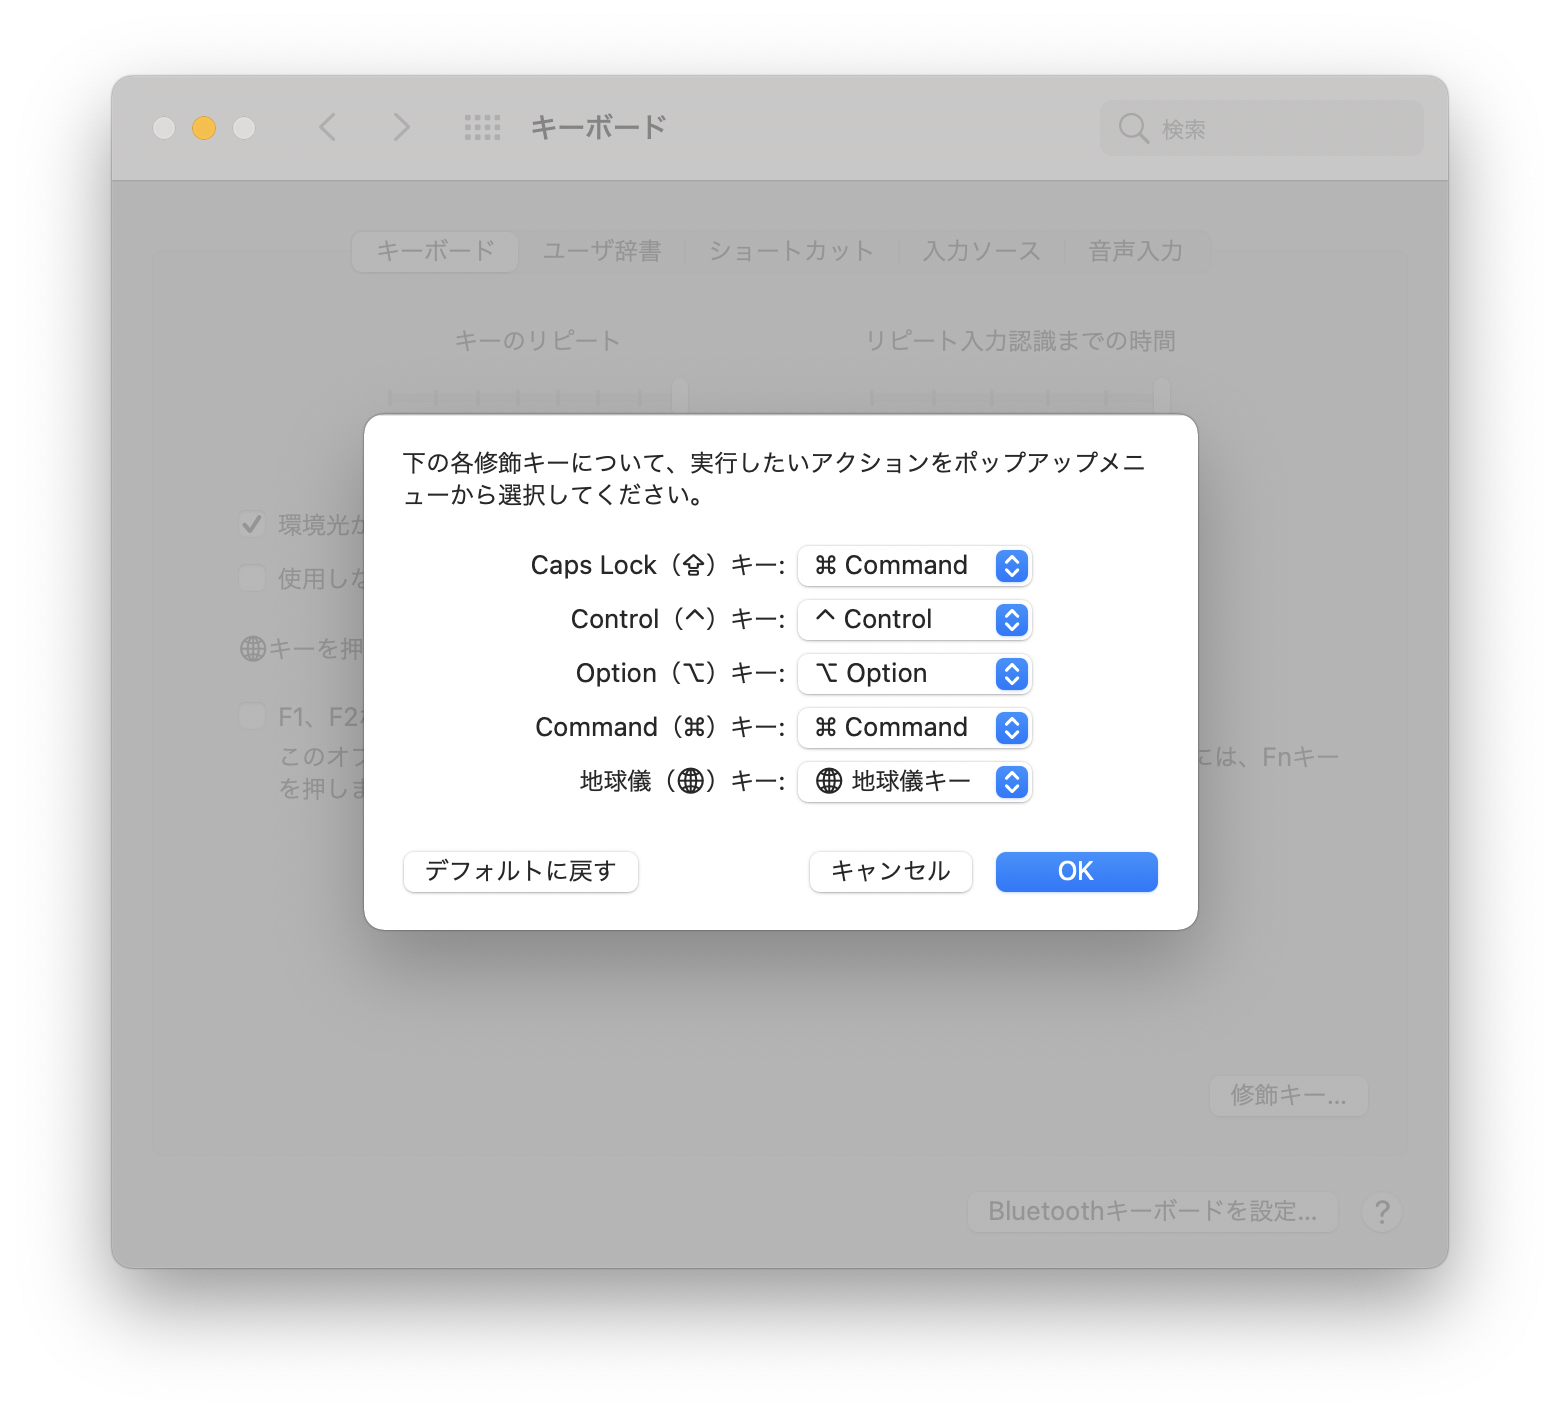 キーボード
検索
キーボード ユーザ辞書 ショートカット 入力ソース 音声入力
キーのリピート リピート入力認識までの時間
下の各修飾キーについて、実行したいアクションをポップアップメニ
ューから選択してください。
環境光か
使用しな
Caps Lock（⇪）キー: ⌘ Command
Control（^）キー: ^ Control
Option（⌥）キー: ⌥ Option
Command（⌘）キー: ⌘ Command
地球儀（🌐）キー: 🌐 地球儀キー
🌐キーを押
F1、F2
このオフ には、Fnキー
を押しま
デフォルトに戻す キャンセル OK
修飾キー...
Bluetoothキーボードを設定... ?